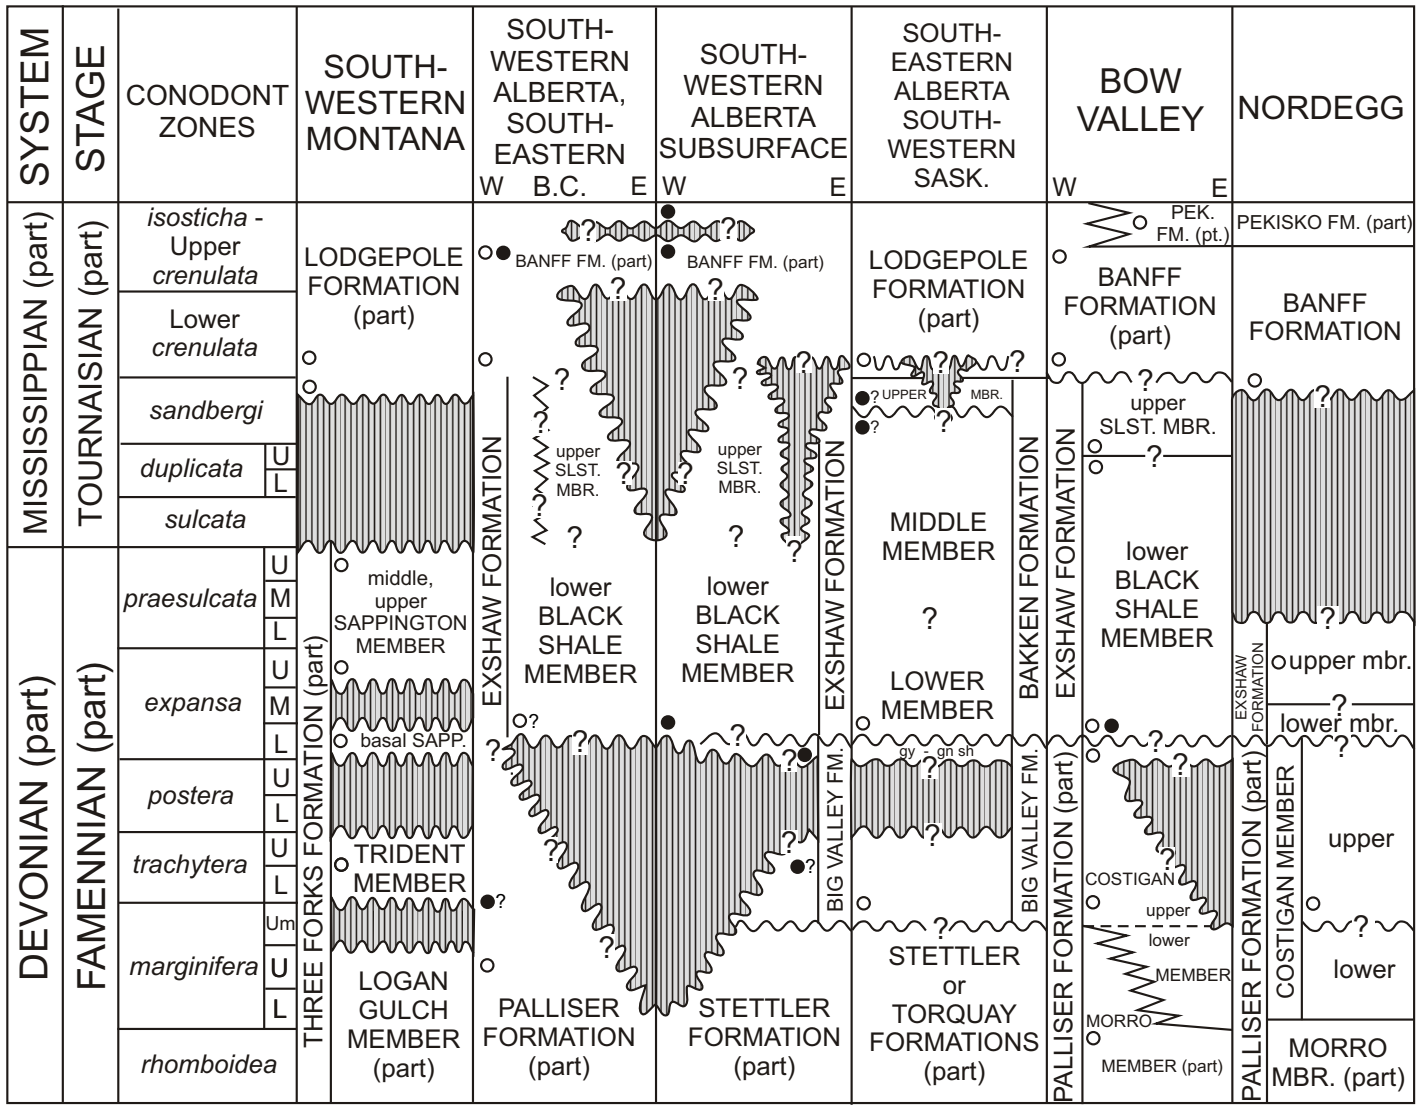 SYSTEM
STAGE
CONODONT
ZONES
SOUTH-
WESTERN
MONTANA
SOUTH-
WESTERN
ALBERTA,
SOUTH-
EASTERN
W B.C. E
SOUTH-
WESTERN
ALBERTA
SUBSURFACE
W E
SOUTH-
EASTERN
ALBERTA
SOUTH-
WESTERN
SASK.
BOW
VALLEY
W E
NORDEGG
MISSISSIPPIAN (part)
DEVONIAN (part)
TOURNAISIAN (part)
FAMENNIAN (part)
isosticha -
Upper
crenulata
Lower
crenulata
sandbergi
duplicata
U
L
sulcata
praesulcata
U
M
L
expansa
U
M
L
postera
U
L
trachytera
U
L
marginifera
Um
U
L
rhomboidea
LODGEPOLE
FORMATION
(part)
THREE FORKS FORMATION (part)
middle,
upper
SAPPINGTON
MEMBER
basal SAPP.
TRIDENT
MEMBER
LOGAN
GULCH
MEMBER
(part)
?
BANFF FM. (part)
?
EXSHAW FORMATION
?
?
upper
SLST.
MBR.
?
?
?
lower
BLACK
SHALE
MEMBER
?
?
?
?
?
?
PALLISER
FORMATION
(part)
?
BANFF FM. (part)
?
?
?
upper
SLST.
MBR.
?
?
?
lower
BLACK
SHALE
MEMBER
EXSHAW FORMATION
?
?
?
?
BIG VALLEY FM.
STETTLER
FORMATION
(part)
LODGEPOLE
FORMATION
(part)
? ?
? UPPER MBR.
?
?
MIDDLE
MEMBER
?
LOWER
MEMBER
BAKKEN FORMATION
gy - gn sh
?
?
BIG VALLEY FM.
?
STETTLER
or
TORQUAY
FORMATIONS
(part)
PEK.
FM. (pt.)
BANFF
FORMATION
(part)
EXSHAW FORMATION
?
upper
SLST. MBR.
?
lower
BLACK
SHALE
MEMBER
?
PALLISER FORMATION (part)
?
?
COSTIGAN
upper
lower
MEMBER
MORRO
MEMBER (part)
PEKISKO FM. (part)
BANFF
FORMATION
?
?
EXSHAW
FORMATION
upper mbr.
?
lower mbr.
?
PALLISER FORMATION (part)
COSTIGAN MEMBER
upper
?
lower
MORRO
MBR. (part)